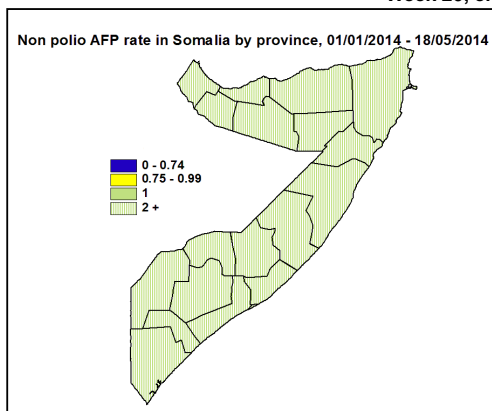 Non polio AFP rate in Somalia by province, 01/01/2014 - 18/05/2014
0 - 0.74
0.75 - 0.99
1
2 +